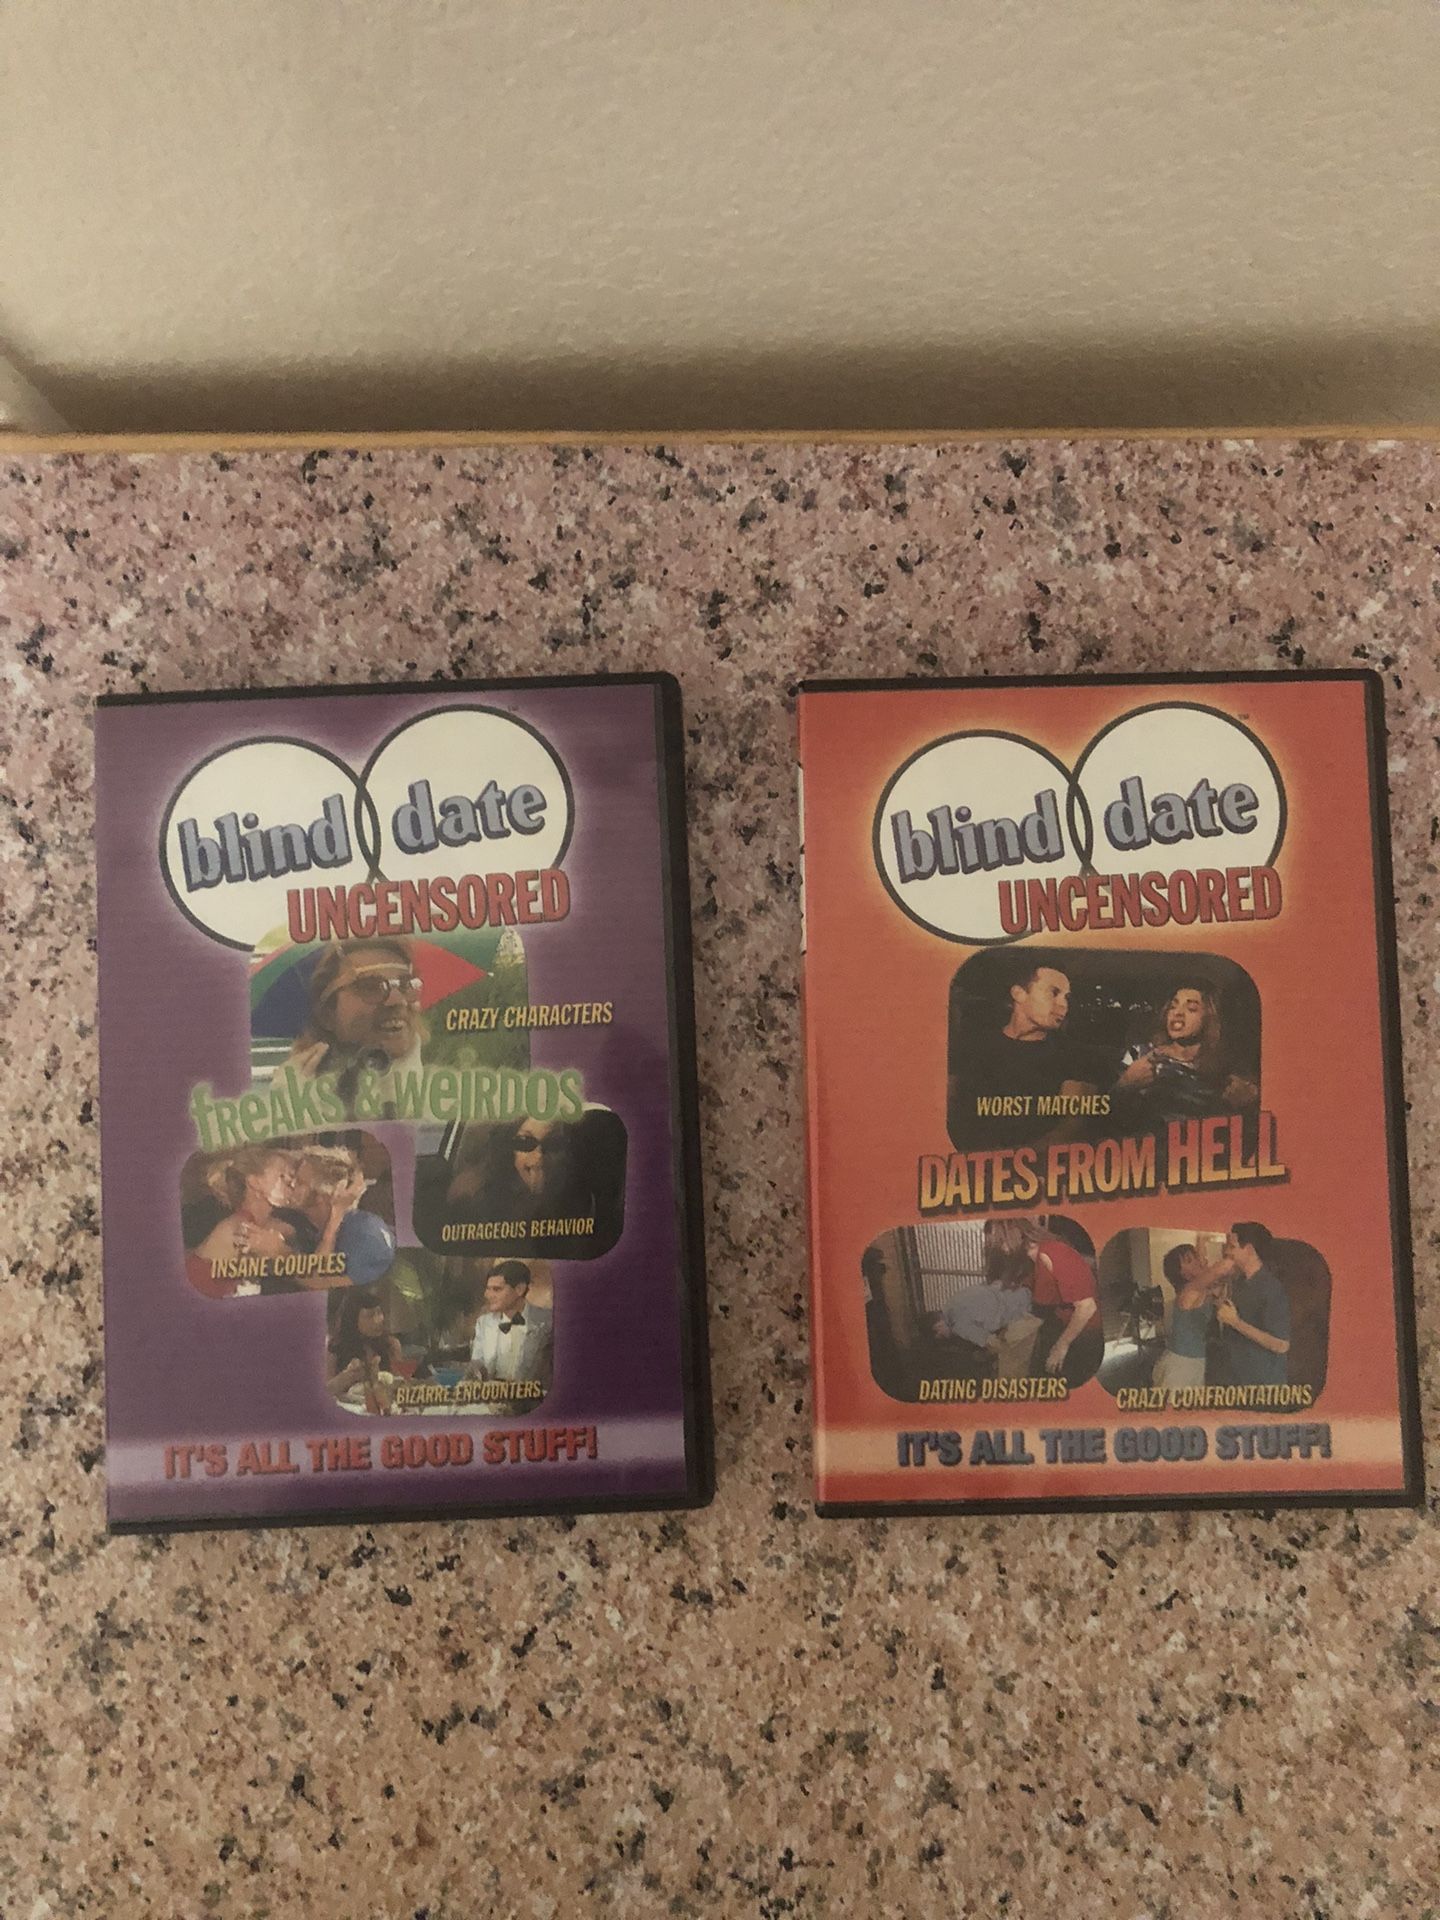 blind date
UNCENSORED
CRAZY CHARACTERS
FREAKS & WEIRDOS
INSANE COUPLES
OUTRAGEOUS BEHAVIOR
BIZARRE ENCOUNTERS
IT'S ALL THE GOOD STUFF!
blind date
UNCENSORED
WORST MATCHES
DATES FROM HELL
DATING DISASTERS
CRAZY CONFRONTATIONS
IT'S ALL THE GOOD STUFF!